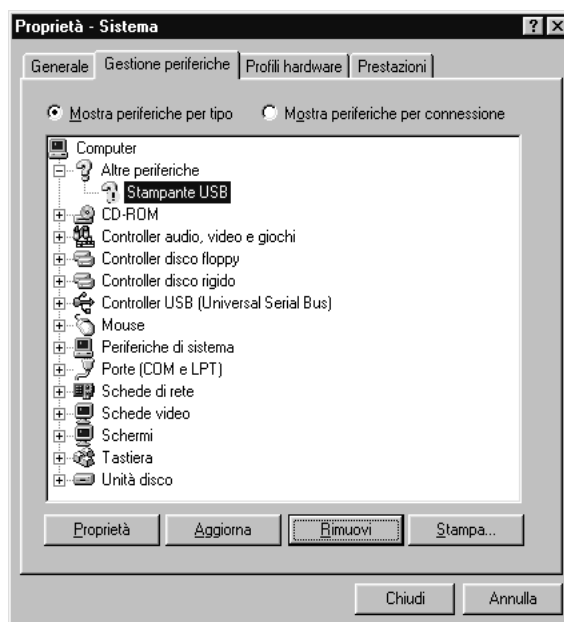 Proprietà - Sistema
Generale Gestione periferiche Profili hardware Prestazioni
Mostra periferiche per tipo Mostra periferiche per connessione
Computer
Altre periferiche
Stampante USB
CD-ROM
Controller audio, video e giochi
Controller disco floppy
Controller disco rigido
Controller USB (Universal Serial Bus)
Mouse
Periferiche di sistema
Porte (COM e LPT)
Schede di rete
Schede video
Schermi
Tastiera
Unità disco
Proprietà Aggiorna Rimuovi Stampa...
Chiudi Annulla